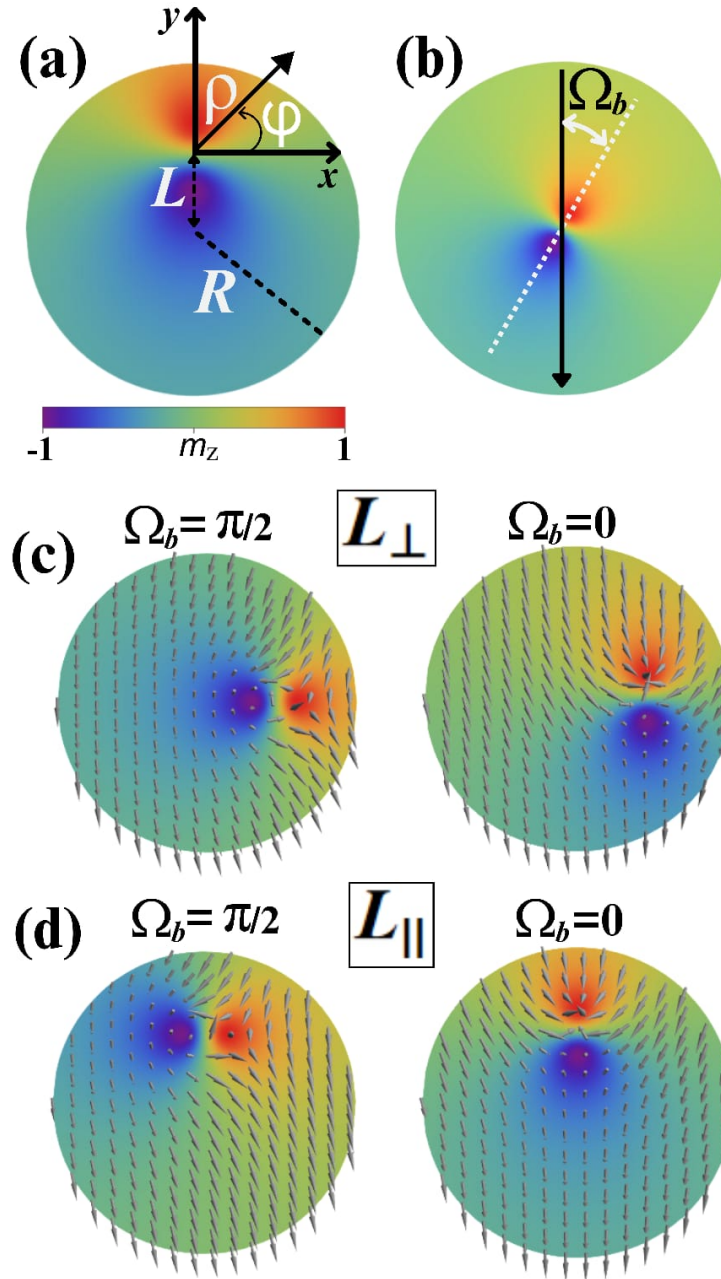 (a)
y
ρ
φ
x
L
R
(b)
Ω_b
-1
m_z
1
(c)
Ω_b = π/2
L_⊥
Ω_b=0
(d)
Ω_b = π/2
L_||
Ω_b=0